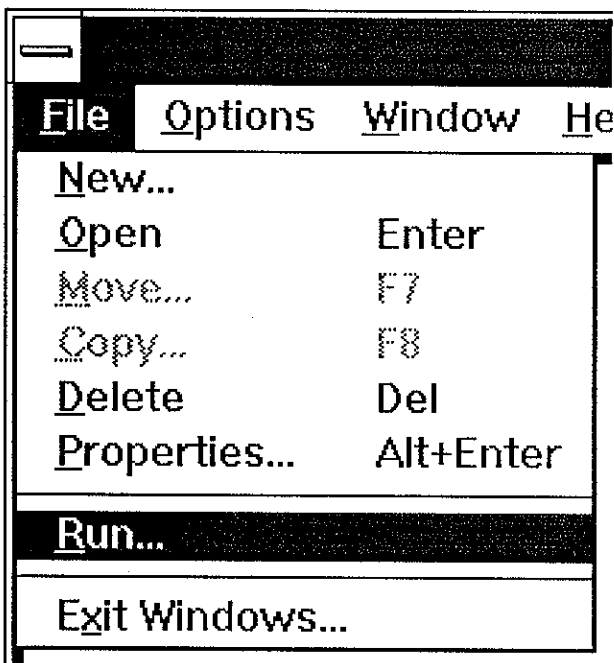 File Options Window He
New...
Open Enter
Move... F7
Copy... F8
Delete Del
Properties... Alt+Enter
Run...
Exit Windows...